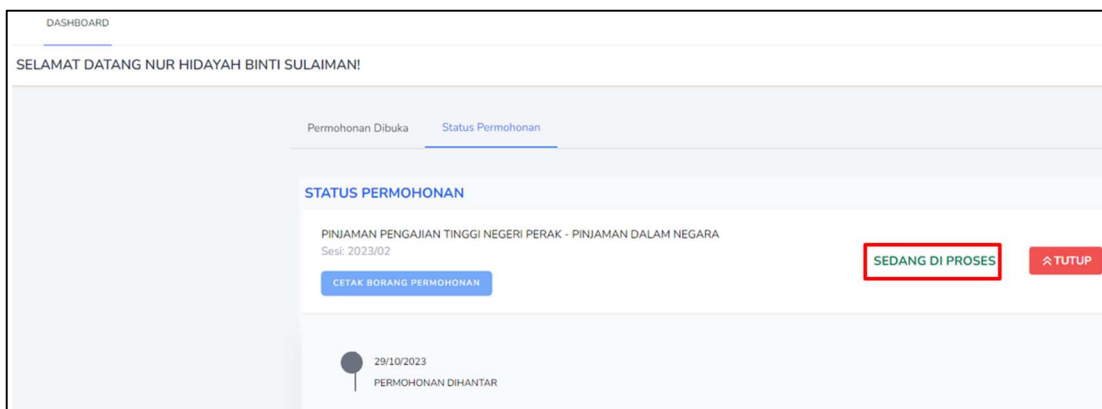 DASHBOARD
SELAMAT DATANG NUR HIDAYAH BINTI SULAIMAN!
Permohonan Dibuka Status Permohonan
STATUS PERMOHONAN
PINJAMAN PENGAJIAN TINGGI NEGERI PERAK - PINJAMAN DALAM NEGARA
Sesi: 2023/02
SEDANG DI PROSES TUTUP
CETAK BORANG PERMOHONAN
29/10/2023
PERMOHONAN DIHANTAR